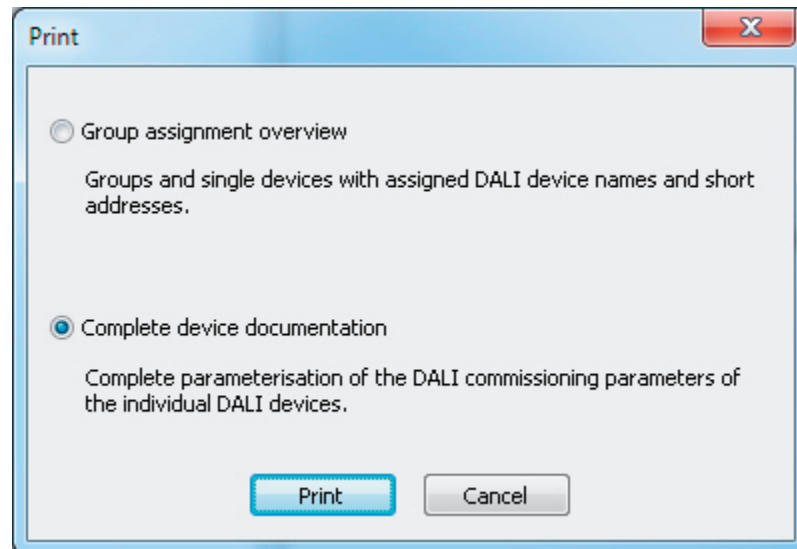 Print
Group assignment overview
Groups and single devices with assigned DALI device names and short
addresses.
Complete device documentation
Complete parameterisation of the DALI commissioning parameters of
the individual DALI devices.
Print
Cancel